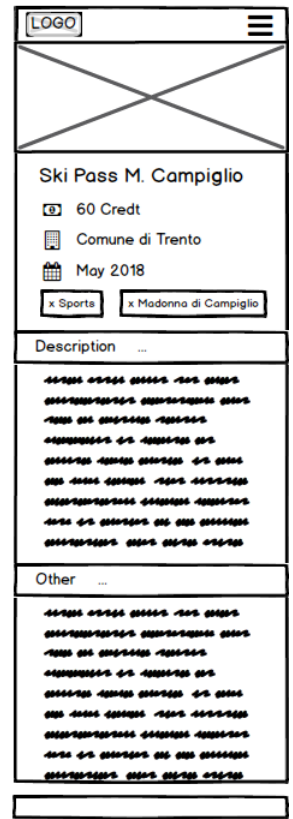 LOGO
Ski Pass M. Campiglio
60 Credt
Comune di Trento
May 2018
x Sports x Madonna di Campiglio
Description ...
Other ...